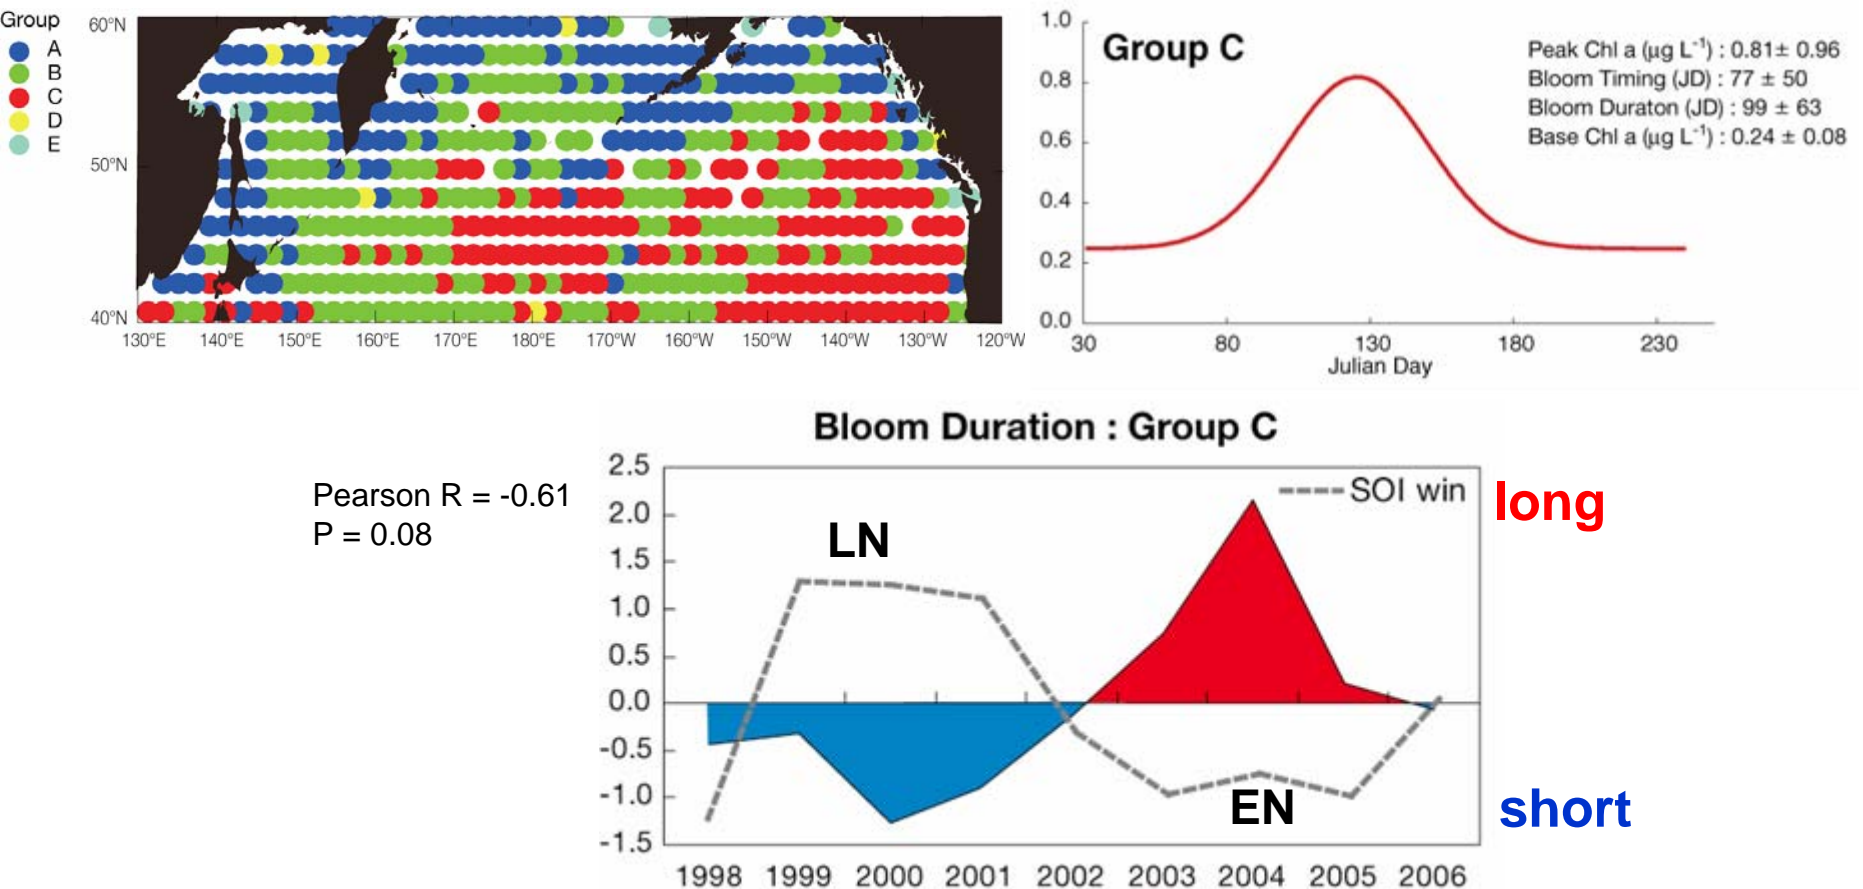 Group
A
B
C
D
E
60°N
50°N
40°N
130°E 140°E 150°E 160°E 170°E 180°E 170°W 160°W 150°W 140°W 130°W 120°W
Group C
Peak Chl a (µg L⁻¹) : 0.81± 0.96
Bloom Timing (JD) : 77 ± 50
Bloom Duraton (JD) : 99 ± 63
Base Chl a (µg L⁻¹) : 0.24 ± 0.08
1.0
0.8
0.6
0.4
0.2
0.0
30 80 130 180 230
Julian Day
Bloom Duration : Group C
Pearson R = -0.61
P = 0.08
2.5
2.0
1.5
1.0
0.5
0.0
-0.5
-1.0
-1.5
SOI win
LN
EN
long
short
1998 1999 2000 2001 2002 2003 2004 2005 2006